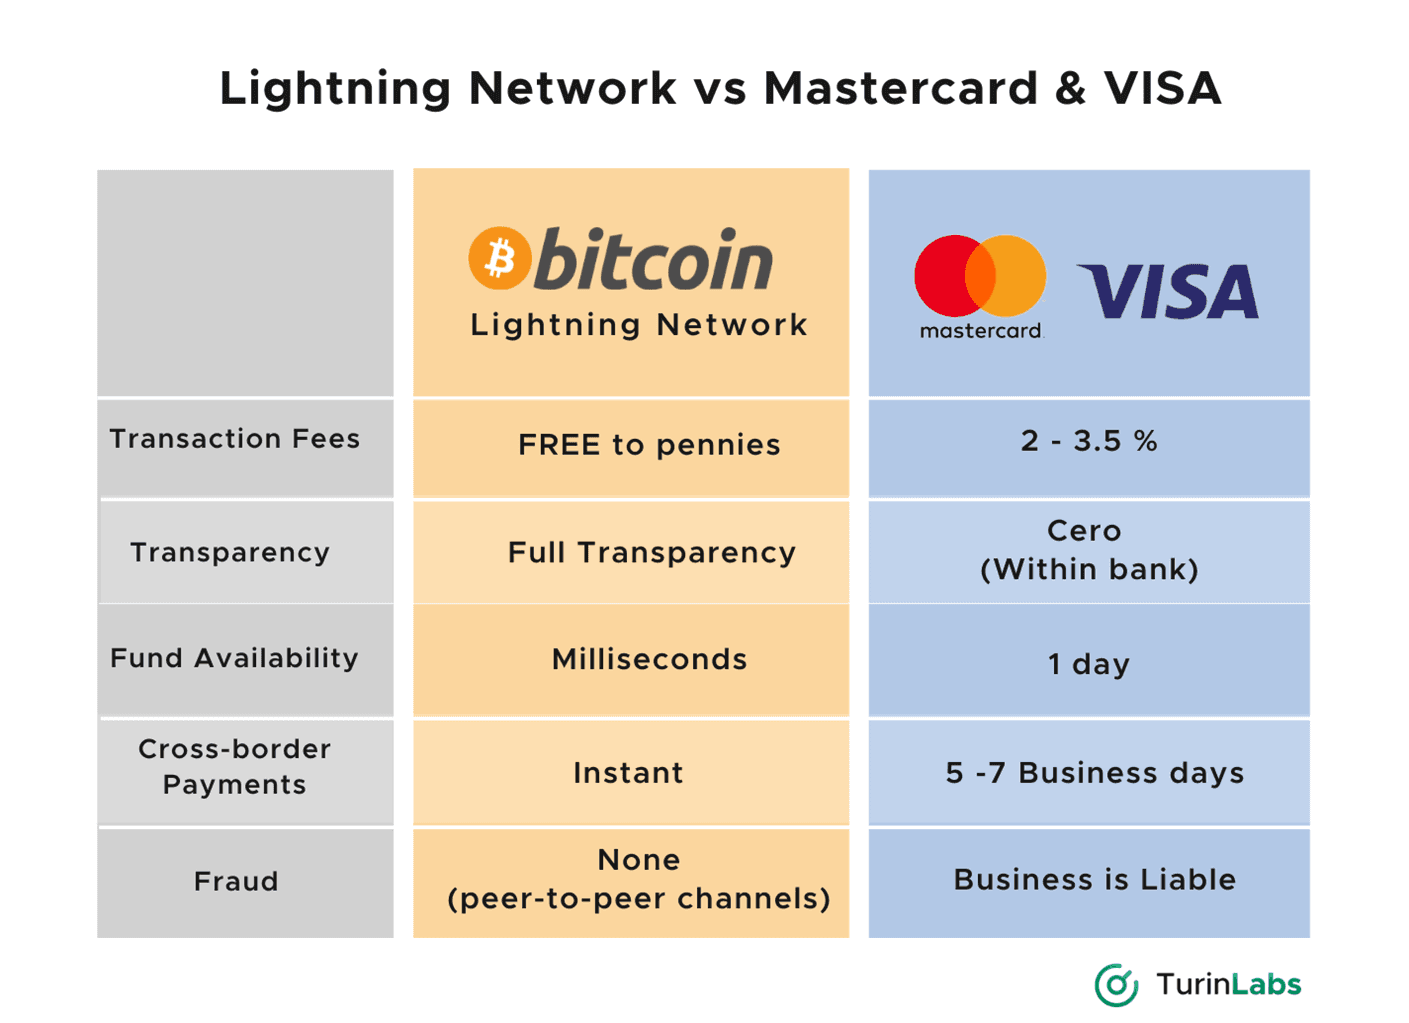 Lightning Network vs Mastercard & VISA
bitcoin
Lightning Network
mastercard.
VISA
Transaction Fees
FREE to pennies
2 - 3.5 %
Transparency
Full Transparency
Cero
(Within bank)
Fund Availability
Milliseconds
1 day
Cross-border
Payments
Instant
5 -7 Business days
Fraud
None
(peer-to-peer channels)
Business is Liable
TurinLabs